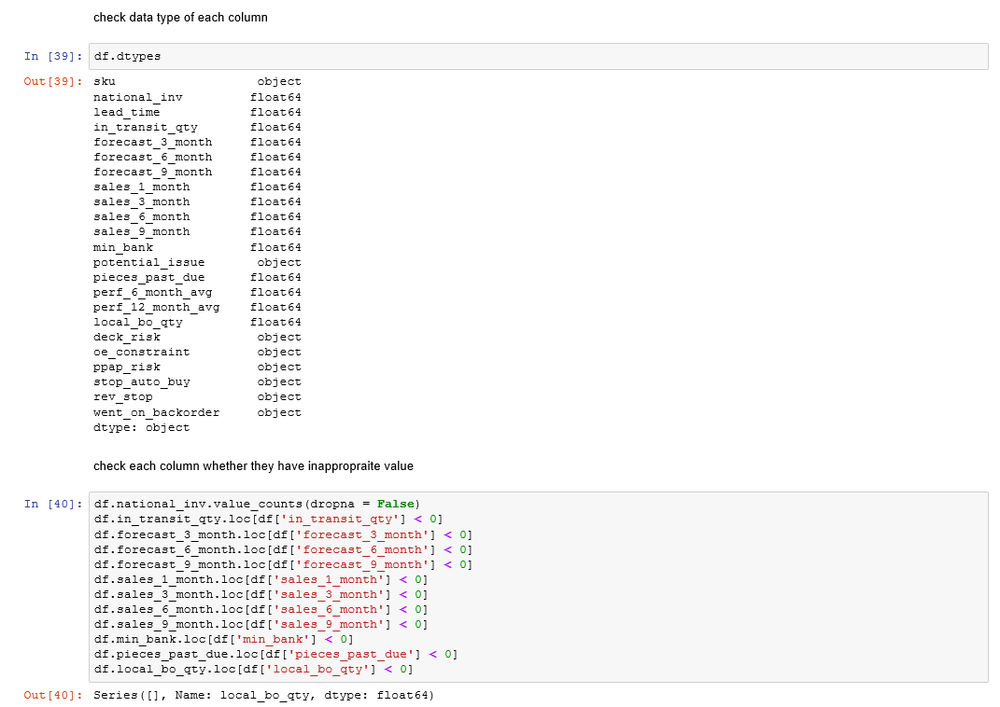 check data type of each column
In [39]: df.dtypes
Out[39]: sku object
national_inv float64
lead_time float64
in_transit_qty float64
forecast_3_month float64
forecast_6_month float64
forecast_9_month float64
sales_1_month float64
sales_3_month float64
sales_6_month float64
sales_9_month float64
min_bank float64
potential_issue object
pieces_past_due float64
perf_6_month_avg float64
perf_12_month_avg float64
local_bo_qty float64
deck_risk object
oe_constraint object
ppap_risk object
stop_auto_buy object
rev_stop object
went_on_backorder object
dtype: object
check each column whether they have inappropraite value
In [40]: df.national_inv.value_counts(dropna = False)
df.in_transit_qty.loc[df['in_transit_qty'] < 0]
df.forecast_3_month.loc[df['forecast_3_month'] < 0]
df.forecast_6_month.loc[df['forecast_6_month'] < 0]
df.forecast_9_month.loc[df['forecast_9_month'] < 0]
df.sales_1_month.loc[df['sales_1_month'] < 0]
df.sales_3_month.loc[df['sales_3_month'] < 0]
df.sales_6_month.loc[df['sales_6_month'] < 0]
df.sales_9_month.loc[df['sales_9_month'] < 0]
df.min_bank.loc[df['min_bank'] < 0]
df.pieces_past_due.loc[df['pieces_past_due'] < 0]
df.local_bo_qty.loc[df['local_bo_qty'] < 0]
Out[40]: Series([], Name: local_bo_qty, dtype: float64)